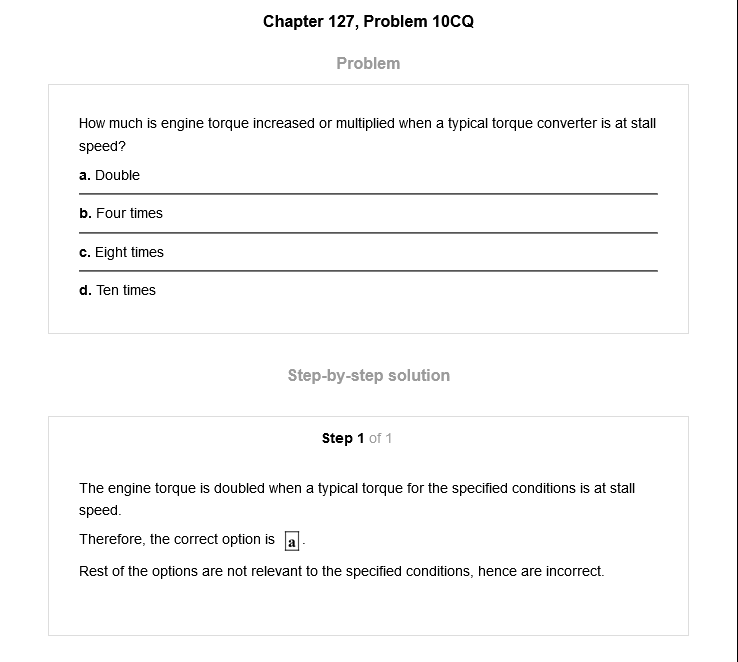 Chapter 127, Problem 10CQ
Problem
How much is engine torque increased or multiplied when a typical torque converter is at stall
speed?
a. Double
b. Four times
c. Eight times
d. Ten times
Step-by-step solution
Step 1 of 1
The engine torque is doubled when a typical torque for the specified conditions is at stall
speed.
Therefore, the correct option is a .
Rest of the options are not relevant to the specified conditions, hence are incorrect.